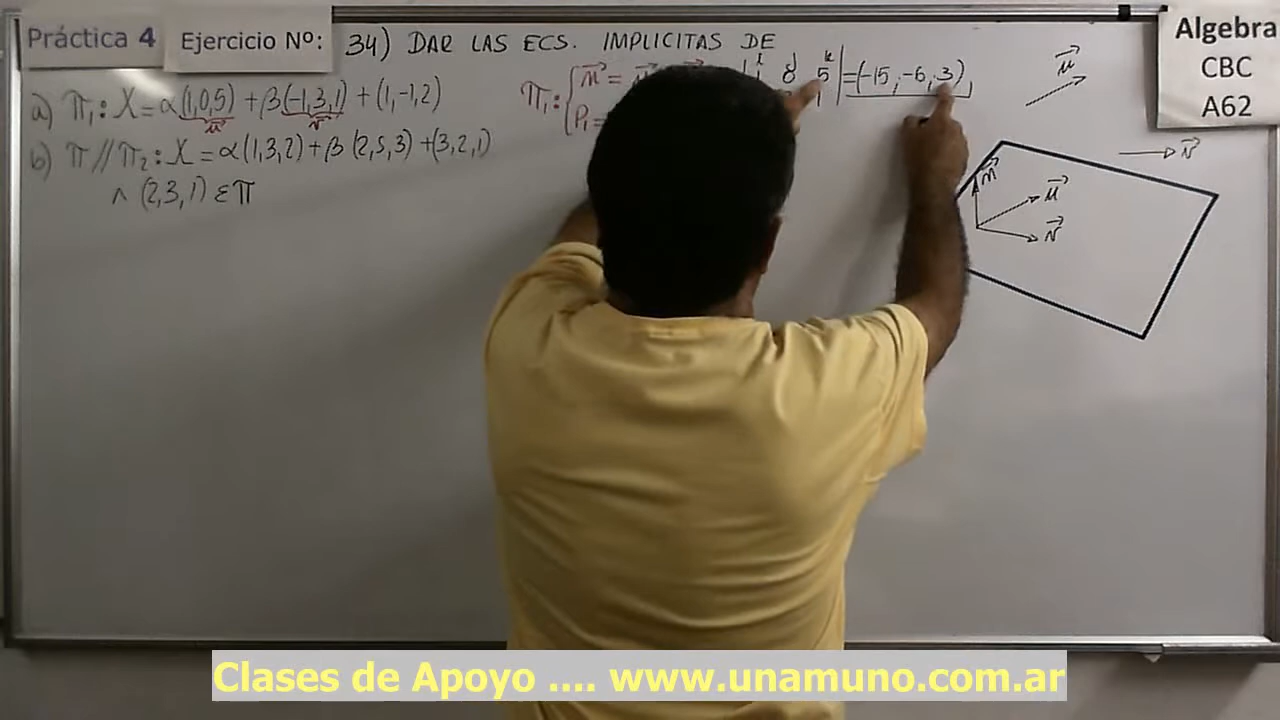 Práctica 4 Ejercicio Nº: 34) DAR LAS ECS. IMPLICITAS DE
a) π₁: X = α(1,0,5) + β(-1,3,1) + (1,-1,2)
u⃗ v⃗
b) π // π₂: X = α(1,3,2) + β(2,5,3) + (3,2,1)
∧ (2,3,1) ε π
π₁:
P₁ =
= (-15, -6, 3)
u⃗
v⃗
u⃗
v⃗
Algebra
CBC
A62
Clases de Apoyo .... www.unamuno.com.ar